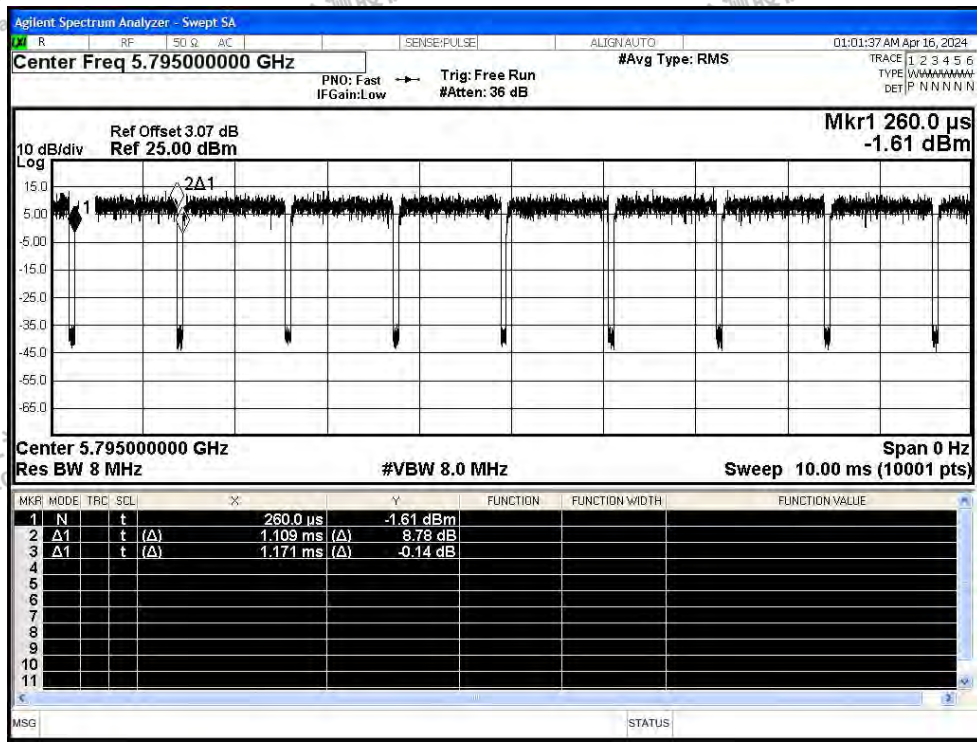 Agilent Spectrum Analyzer - Swept SA
LXI R RF 50 Ω AC SENSE:PULSE ALIGN AUTO 01:01:37 AM Apr 16, 2024
Center Freq 5.795000000 GHz
#Avg Type: RMS
TRACE 1 2 3 4 5 6
PNO: Fast Trig: Free Run
TYPE WWWWWW
IFGain:Low #Atten: 36 dB
DET P N N N N N
Mkr1 260.0 µs
-1.61 dBm
Ref Offset 3.07 dB
10 dB/div Ref 25.00 dBm
Log
15.0
5.00
-5.00
-15.0
-25.0
-35.0
-45.0
-55.0
-65.0
2Δ1
1
Center 5.795000000 GHz Span 0 Hz
Res BW 8 MHz #VBW 8.0 MHz Sweep 10.00 ms (10001 pts)
MKR MODE TRC SCL X Y FUNCTION FUNCTION WIDTH FUNCTION VALUE
1 N t 260.0 µs -1.61 dBm
2 Δ1 t (Δ) 1.109 ms (Δ) 8.78 dB
3 Δ1 t (Δ) 1.171 ms (Δ) -0.14 dB
4
5
6
7
8
9
10
11
MSG STATUS